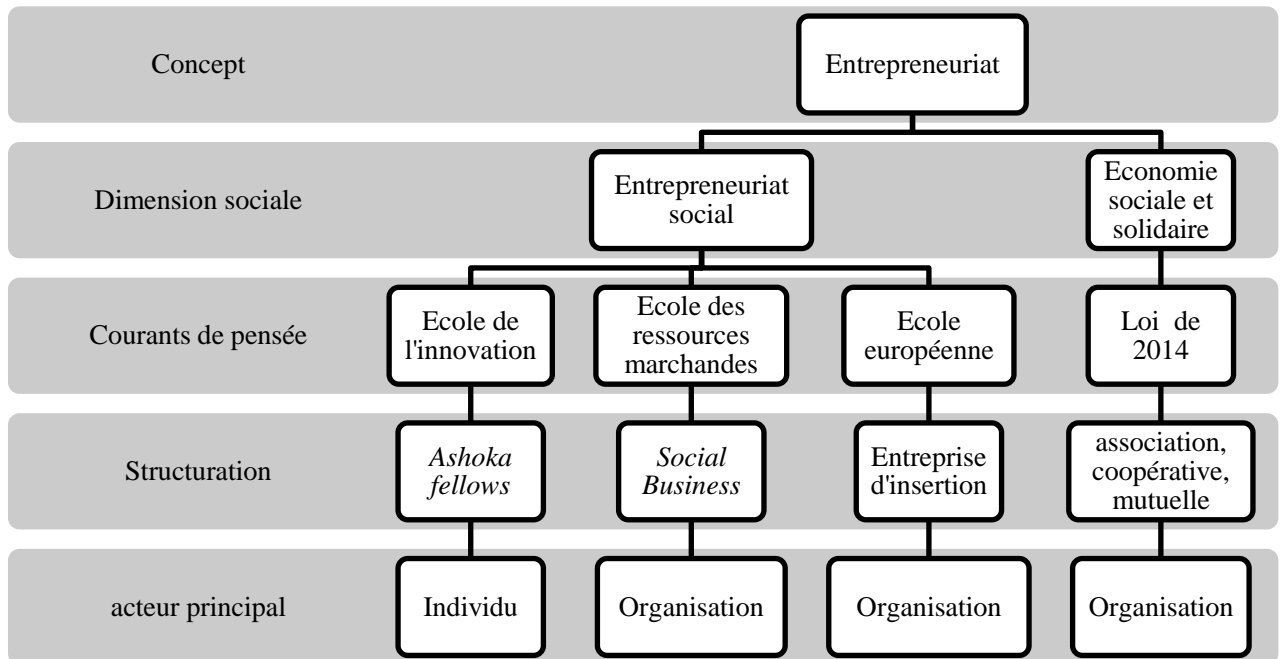 Concept
Entrepreneuriat
Dimension sociale
Entrepreneuriat
social
Economie
sociale et
solidaire
Courants de pensée
Ecole de
l'innovation
Ecole des
ressources
marchandes
Ecole
européenne
Loi de
2014
Structuration
Ashoka
fellows
Social
Business
Entreprise
d'insertion
association,
coopérative,
mutuelle
acteur principal
Individu
Organisation
Organisation
Organisation